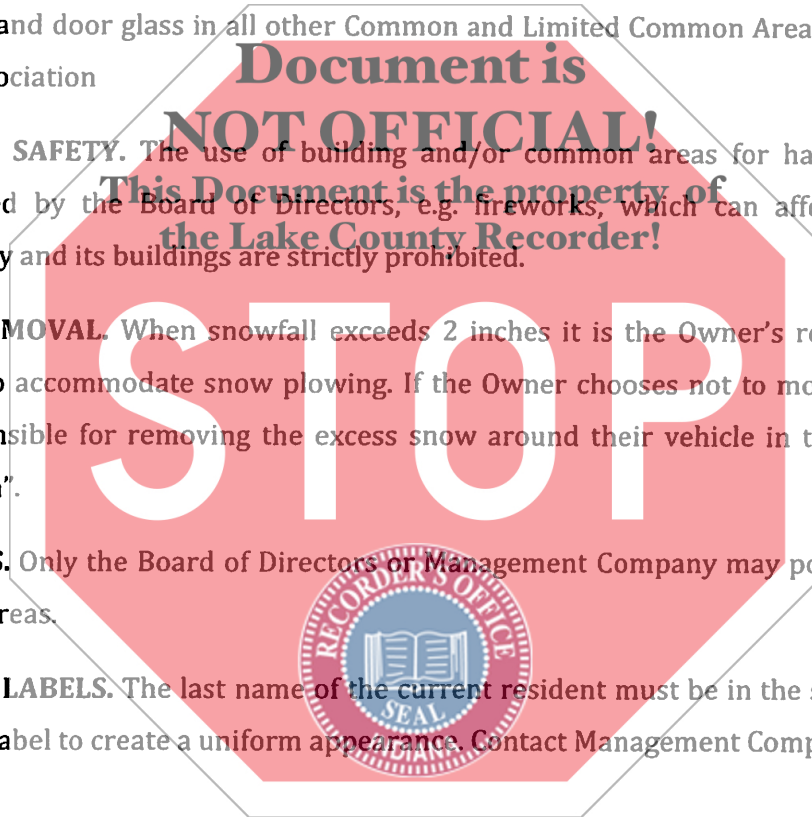 and door glass in all other Common and Limited Common Area
ociation
Document is
NOT OFFICIAL!
This Document is the property of
the Lake County Recorder!
SAFETY. The use of building and/or common areas for ha
d by the Board of Directors, e.g. fireworks, which can aff
y and its buildings are strictly prohibited.
STOP
MOVAL. When snowfall exceeds 2 inches it is the Owner's r
o accommodate snow plowing. If the Owner chooses not to mo
nsible for removing the excess snow around their vehicle in t
".
S. Only the Board of Directors or Management Company may po
reas.
RECORDER'S OFFICE
SEAL
INDIANA
LABELS. The last name of the current resident must be in the
abel to create a uniform appearance. Contact Management Comp